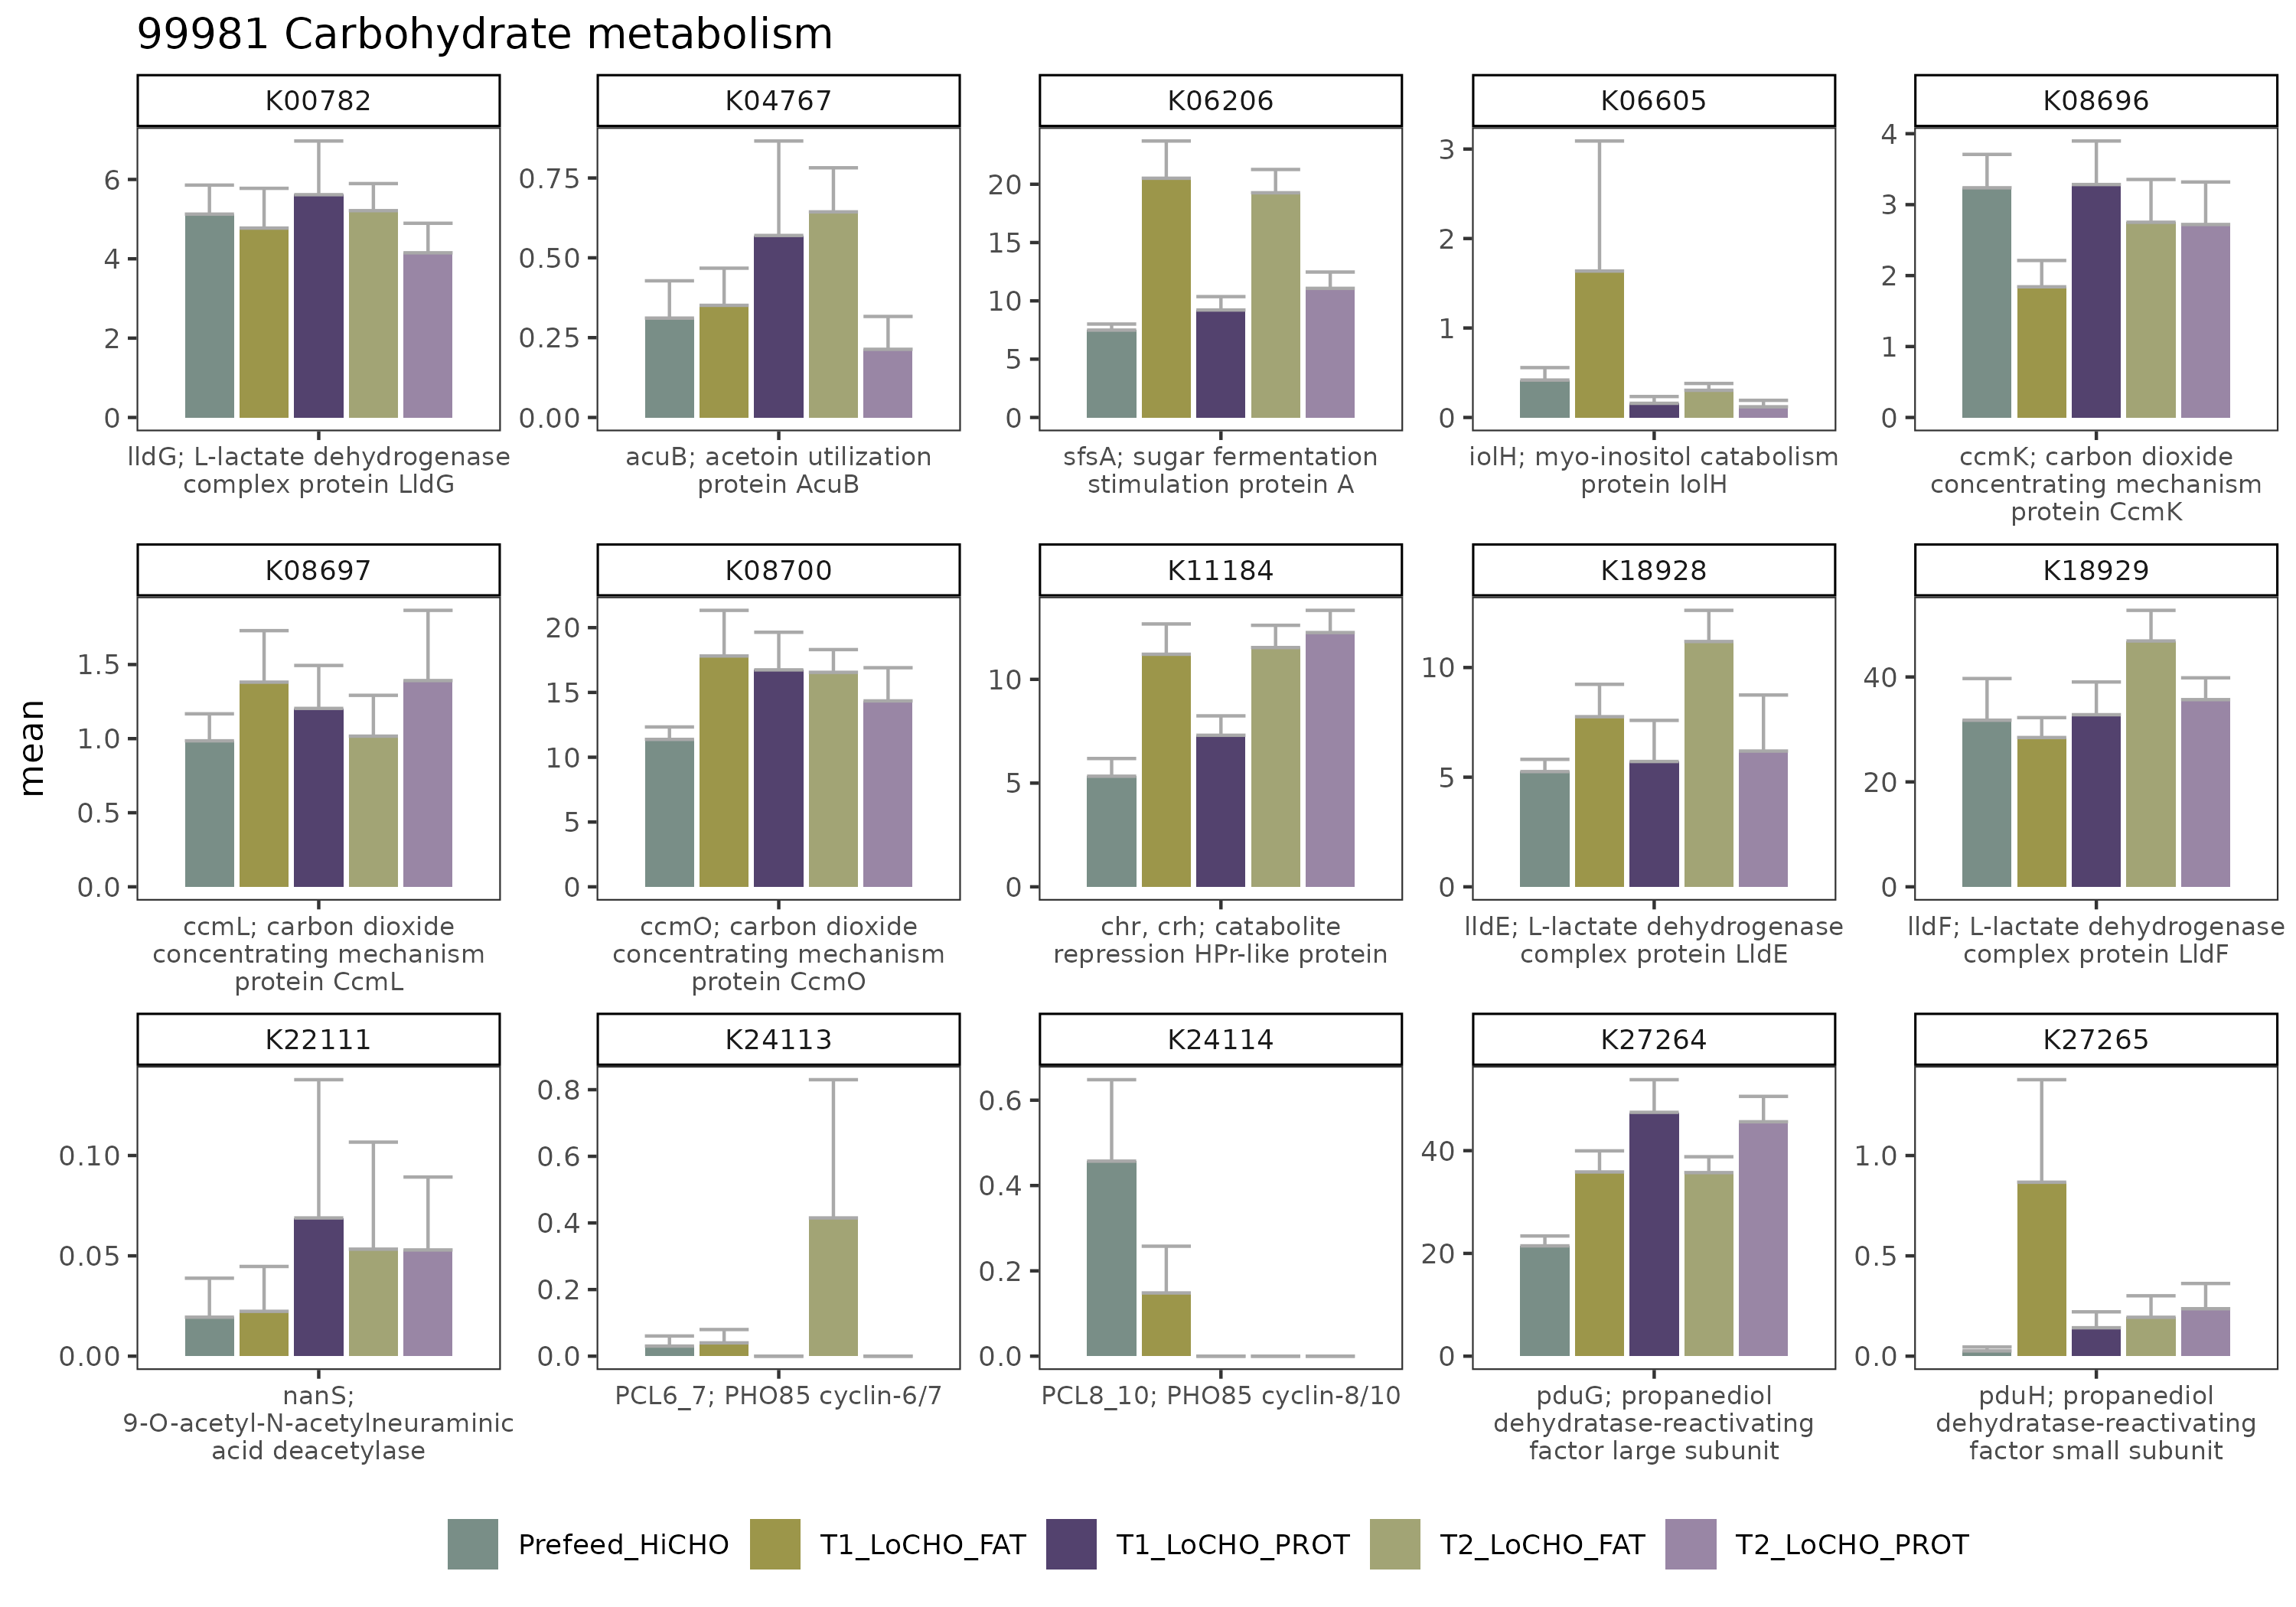 99981 Carbohydrate metabolism
K00782
K04767
K06206
K06605
K08696
6
4
2
0
0.75
0.50
0.25
0.00
20
15
10
5
0
3
2
1
0
4
3
2
1
0
lldG; L-lactate dehydrogenase
complex protein LldG
acuB; acetoin utilization
protein AcuB
sfsA; sugar fermentation
stimulation protein A
iolH; myo-inositol catabolism
protein IolH
ccmK; carbon dioxide
concentrating mechanism
protein CcmK
mean
K08697
K08700
K11184
K18928
K18929
1.5
1.0
0.5
0.0
20
15
10
5
0
10
5
0
10
5
0
40
20
0
ccmL; carbon dioxide
concentrating mechanism
protein CcmL
ccmO; carbon dioxide
concentrating mechanism
protein CcmO
chr, crh; catabolite
repression HPr-like protein
lldE; L-lactate dehydrogenase
complex protein LldE
lldF; L-lactate dehydrogenase
complex protein LldF
K22111
K24113
K24114
K27264
K27265
0.10
0.05
0.00
0.8
0.6
0.4
0.2
0.0
0.6
0.4
0.2
0.0
40
20
0
1.0
0.5
0.0
nanS;
9-O-acetyl-N-acetylneuraminic
acid deacetylase
PCL6_7; PHO85 cyclin-6/7
PCL8_10; PHO85 cyclin-8/10
pduG; propanediol
dehydratase-reactivating
factor large subunit
pduH; propanediol
dehydratase-reactivating
factor small subunit
Prefeed_HiCHO
T1_LoCHO_FAT
T1_LoCHO_PROT
T2_LoCHO_FAT
T2_LoCHO_PROT